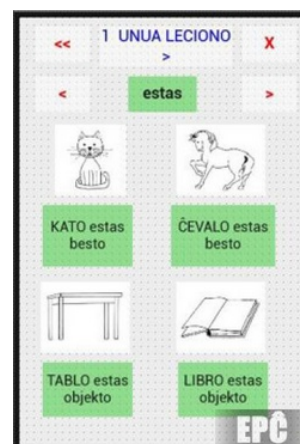 << 1 UNUA LECIONO X
>
< estas >
KATO estas
besto
ĈEVALO estas
besto
TABLO estas
objekto
LIBRO estas
objekto
EPĈ